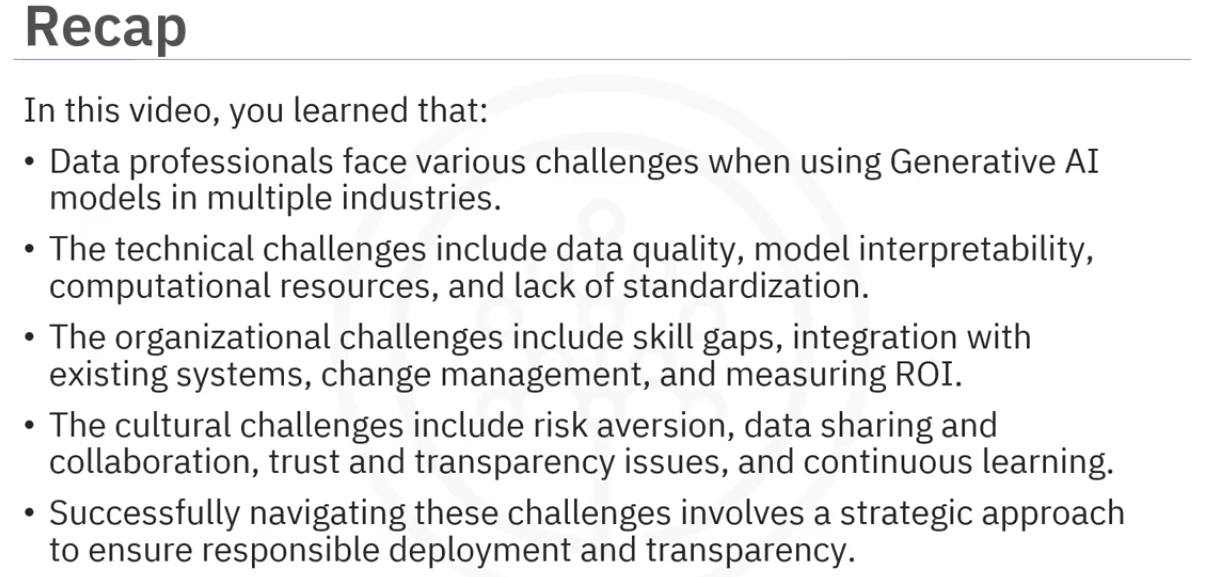 Recap
In this video, you learned that:
• Data professionals face various challenges when using Generative AI
models in multiple industries.
• The technical challenges include data quality, model interpretability,
computational resources, and lack of standardization.
• The organizational challenges include skill gaps, integration with
existing systems, change management, and measuring ROI.
• The cultural challenges include risk aversion, data sharing and
collaboration, trust and transparency issues, and continuous learning.
• Successfully navigating these challenges involves a strategic approach
to ensure responsible deployment and transparency.